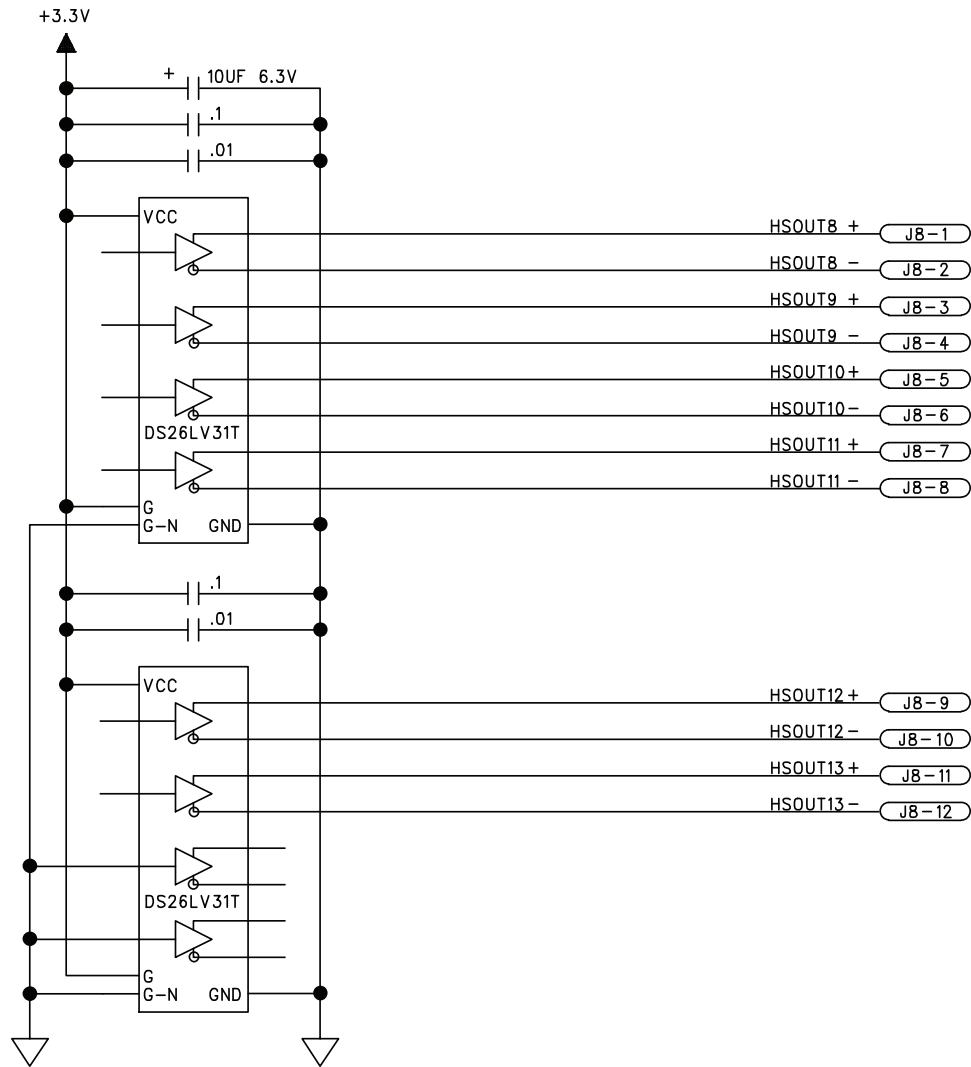 +3.3V
+ 10UF 6.3V
.1
.01
VCC
HSOUT8 + J8-1
HSOUT8 - J8-2
HSOUT9 + J8-3
HSOUT9 - J8-4
HSOUT10+ J8-5
HSOUT10- J8-6
DS26LV31T
HSOUT11 + J8-7
HSOUT11 - J8-8
G
G-N GND
.1
.01
VCC
HSOUT12+ J8-9
HSOUT12- J8-10
HSOUT13+ J8-11
HSOUT13- J8-12
DS26LV31T
G
G-N GND